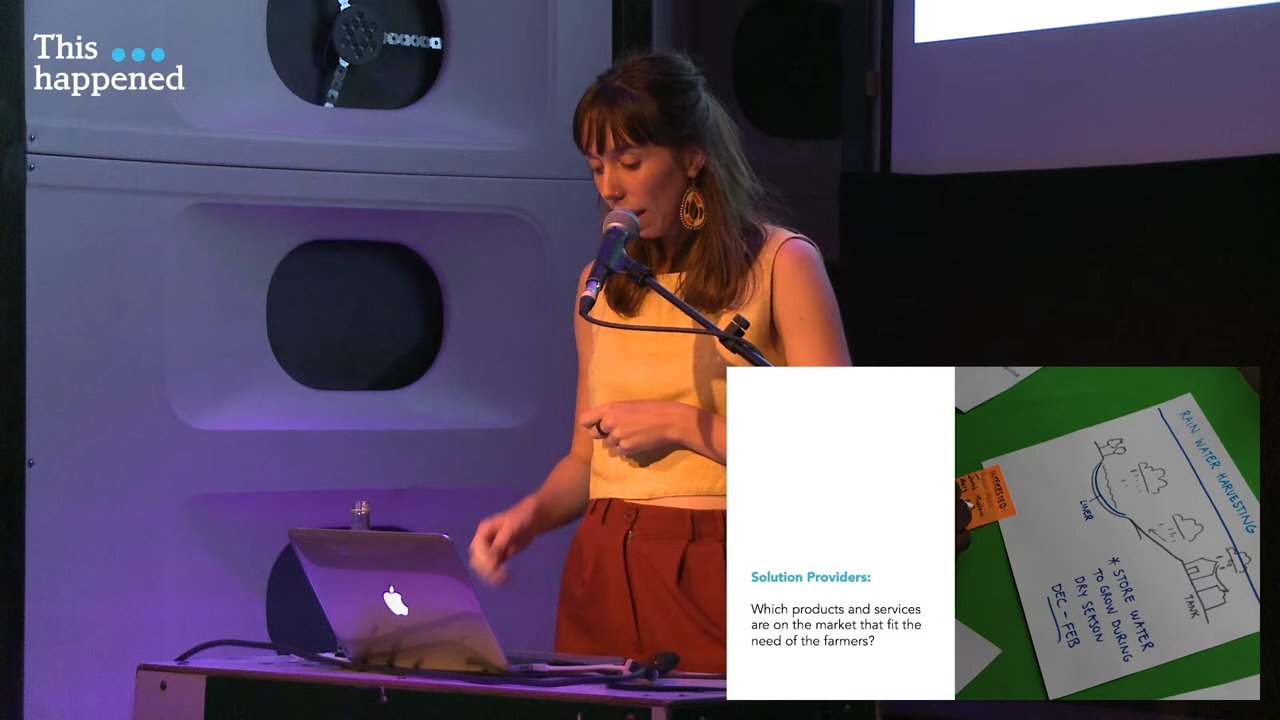 This
happened
Solution Providers:
Which products and services
are on the market that fit the
need of the farmers?
RAIN WATER HARVESTING
INTERESTED:
LINER
TANK
* STORE WATER
TO GROW DURING
DRY SEASON
DEC - FEB